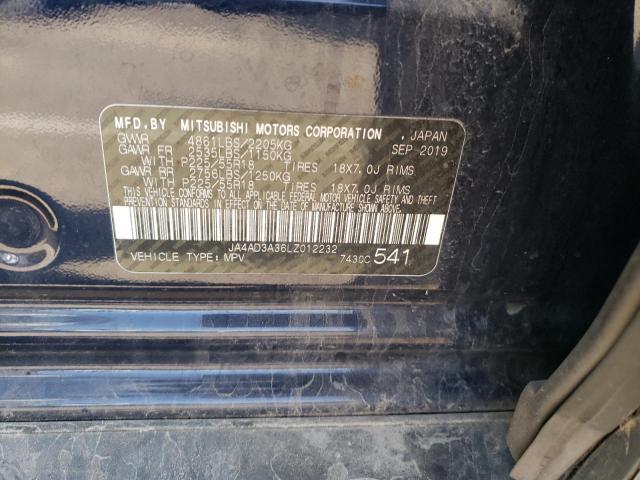 MFD.BY MITSUBISHI MOTORS CORPORATION , JAPAN
GVWR 4861LBS/2205KG SEP 2019
GAWR FR 2535LBS/1150KG
WITH P225/55R18 TIRES 18X7.0J RIMS
GAWR RR 2756LBS/1250KG
WITH P225/55R18 TIRES 18X7.0J RIMS
THIS VEHICLE CONFORMS TO ALL APPLICABLE FEDERAL MOTOR VEHICLE SAFETY, BUMPER AND THEFT
PREVENTION STANDARDS IN EFFECT ON THE DATE OF MANUFACTURE SHOWN ABOVE.
JA4AD3A36LZ012232
VEHICLE TYPE: MPV 7430C 541